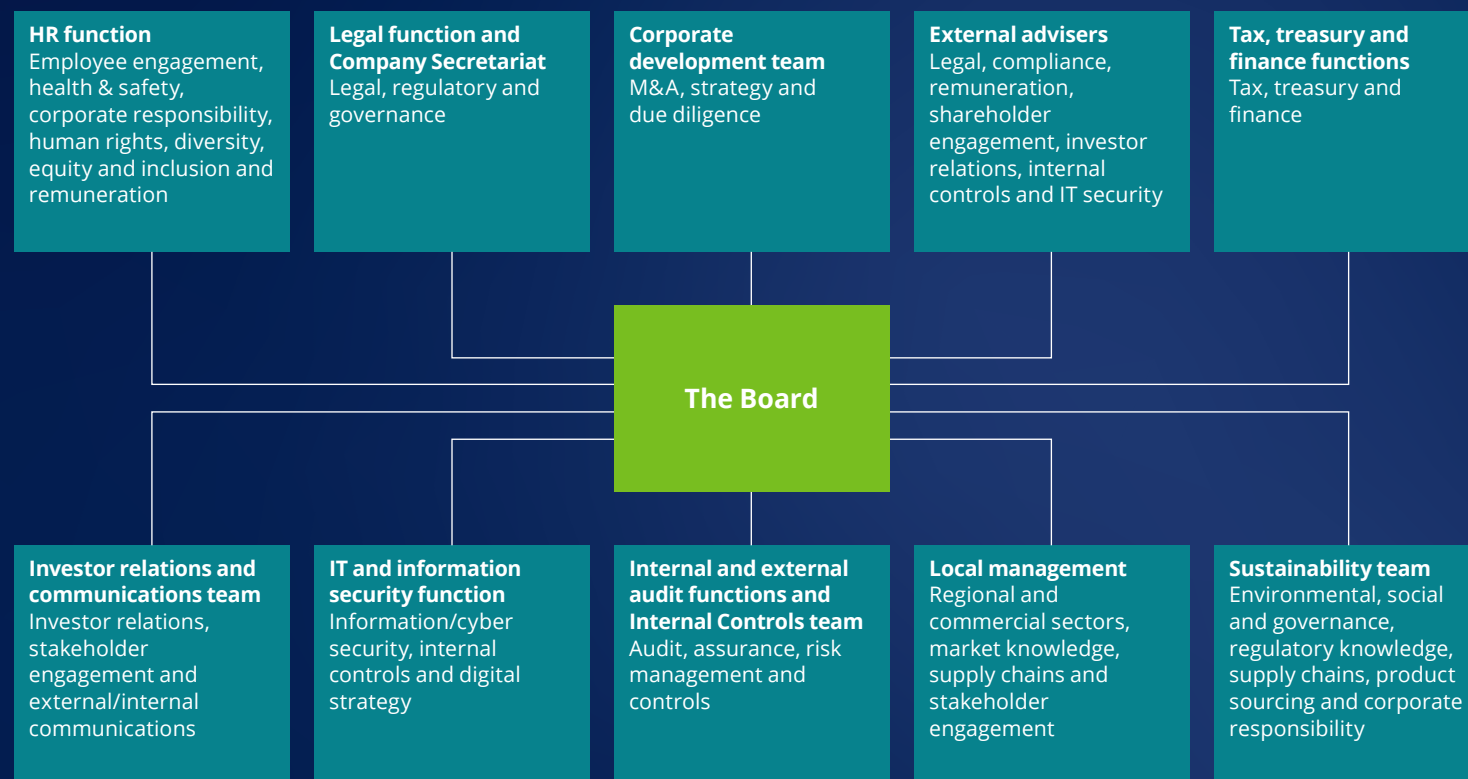 HR function
Employee engagement,
health & safety,
corporate responsibility,
human rights, diversity,
equity and inclusion and
remuneration
Legal function and
Company Secretariat
Legal, regulatory and
governance
Corporate
development team
M&A, strategy and
due diligence
External advisers
Legal, compliance,
remuneration,
shareholder
engagement, investor
relations, internal
controls and IT security
Tax, treasury and
finance functions
Tax, treasury and
finance
The Board
Investor relations and
communications team
Investor relations,
stakeholder
engagement and
external/internal
communications
IT and information
security function
Information/cyber
security, internal
controls and digital
strategy
Internal and external
audit functions and
Internal Controls team
Audit, assurance, risk
management and
controls
Local management
Regional and
commercial sectors,
market knowledge,
supply chains and
stakeholder
engagement
Sustainability team
Environmental, social
and governance,
regulatory knowledge,
supply chains, product
sourcing and corporate
responsibility